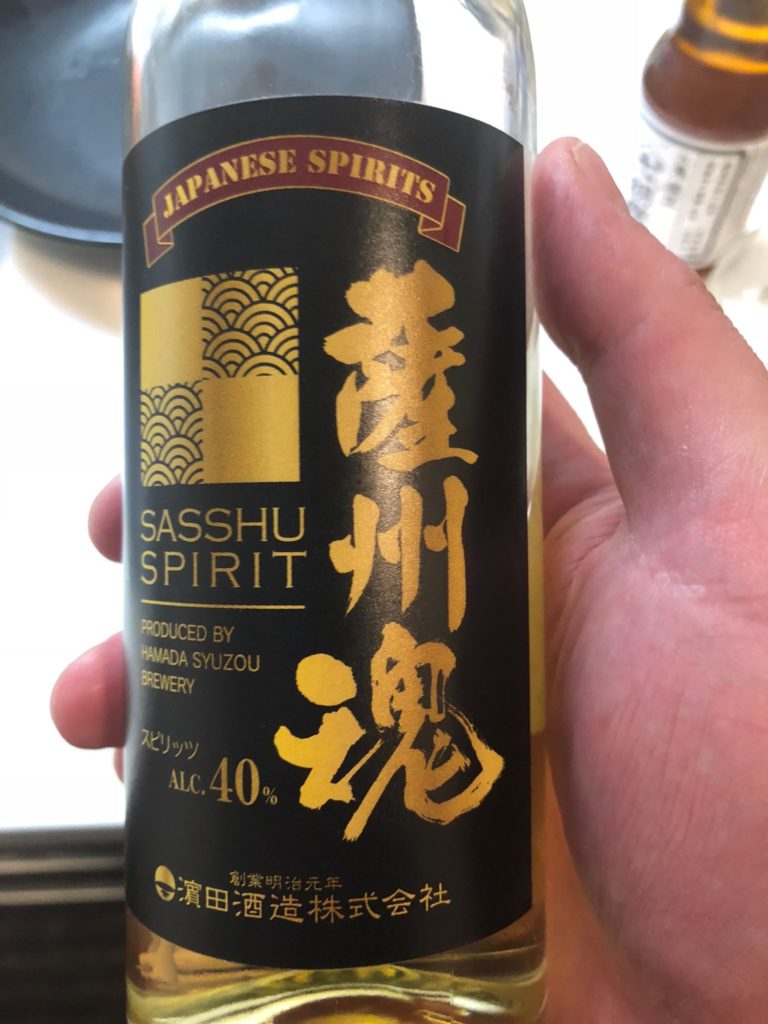 JAPANESE SPIRITS
薩州魂
SASSHU
SPIRIT
PRODUCED BY
HAMADA SYUZOU
BREWERY
スピリッツ
ALC. 40%
創業明治元年
濵田酒造株式会社